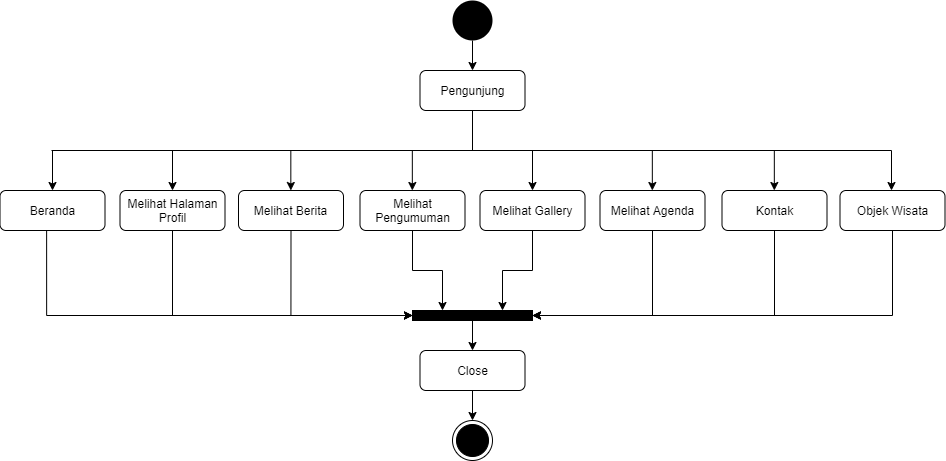 Pengunjung
Beranda
Melihat Halaman
Profil
Melihat Berita
Melihat
Pengumuman
Melihat Gallery
Melihat Agenda
Kontak
Objek Wisata
Close